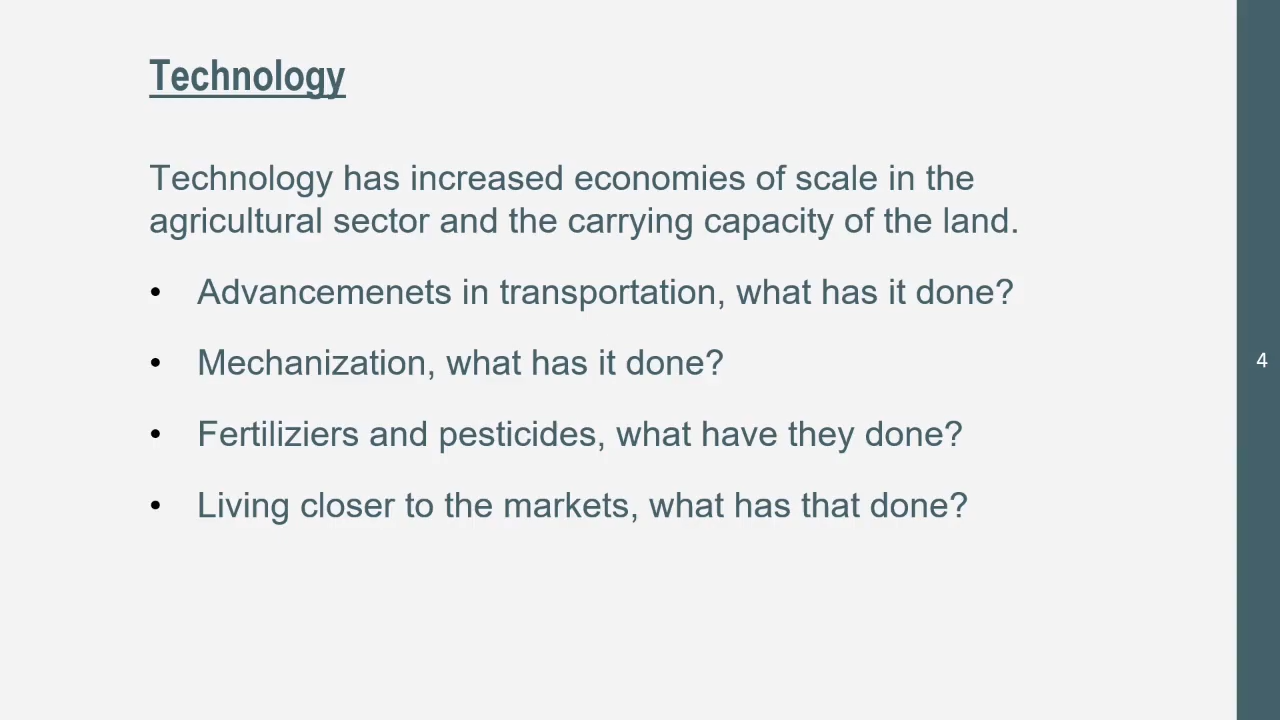 Technology
Technology has increased economies of scale in the
agricultural sector and the carrying capacity of the land.
• Advancemenets in transportation, what has it done?
• Mechanization, what has it done?
• Fertiliziers and pesticides, what have they done?
• Living closer to the markets, what has that done?
4